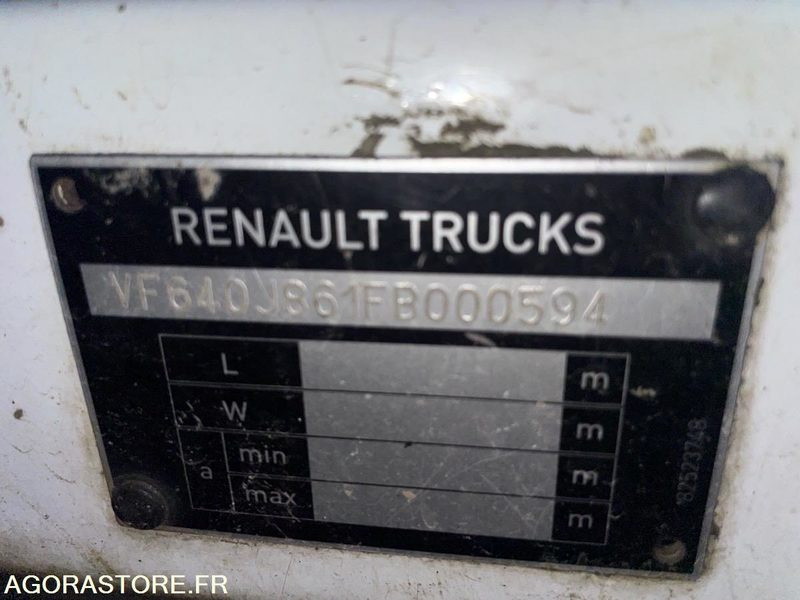 RENAULT TRUCKS
VF640J861FB000594
L m
W m
a min m
max m
82523748
AGORASTORE.FR